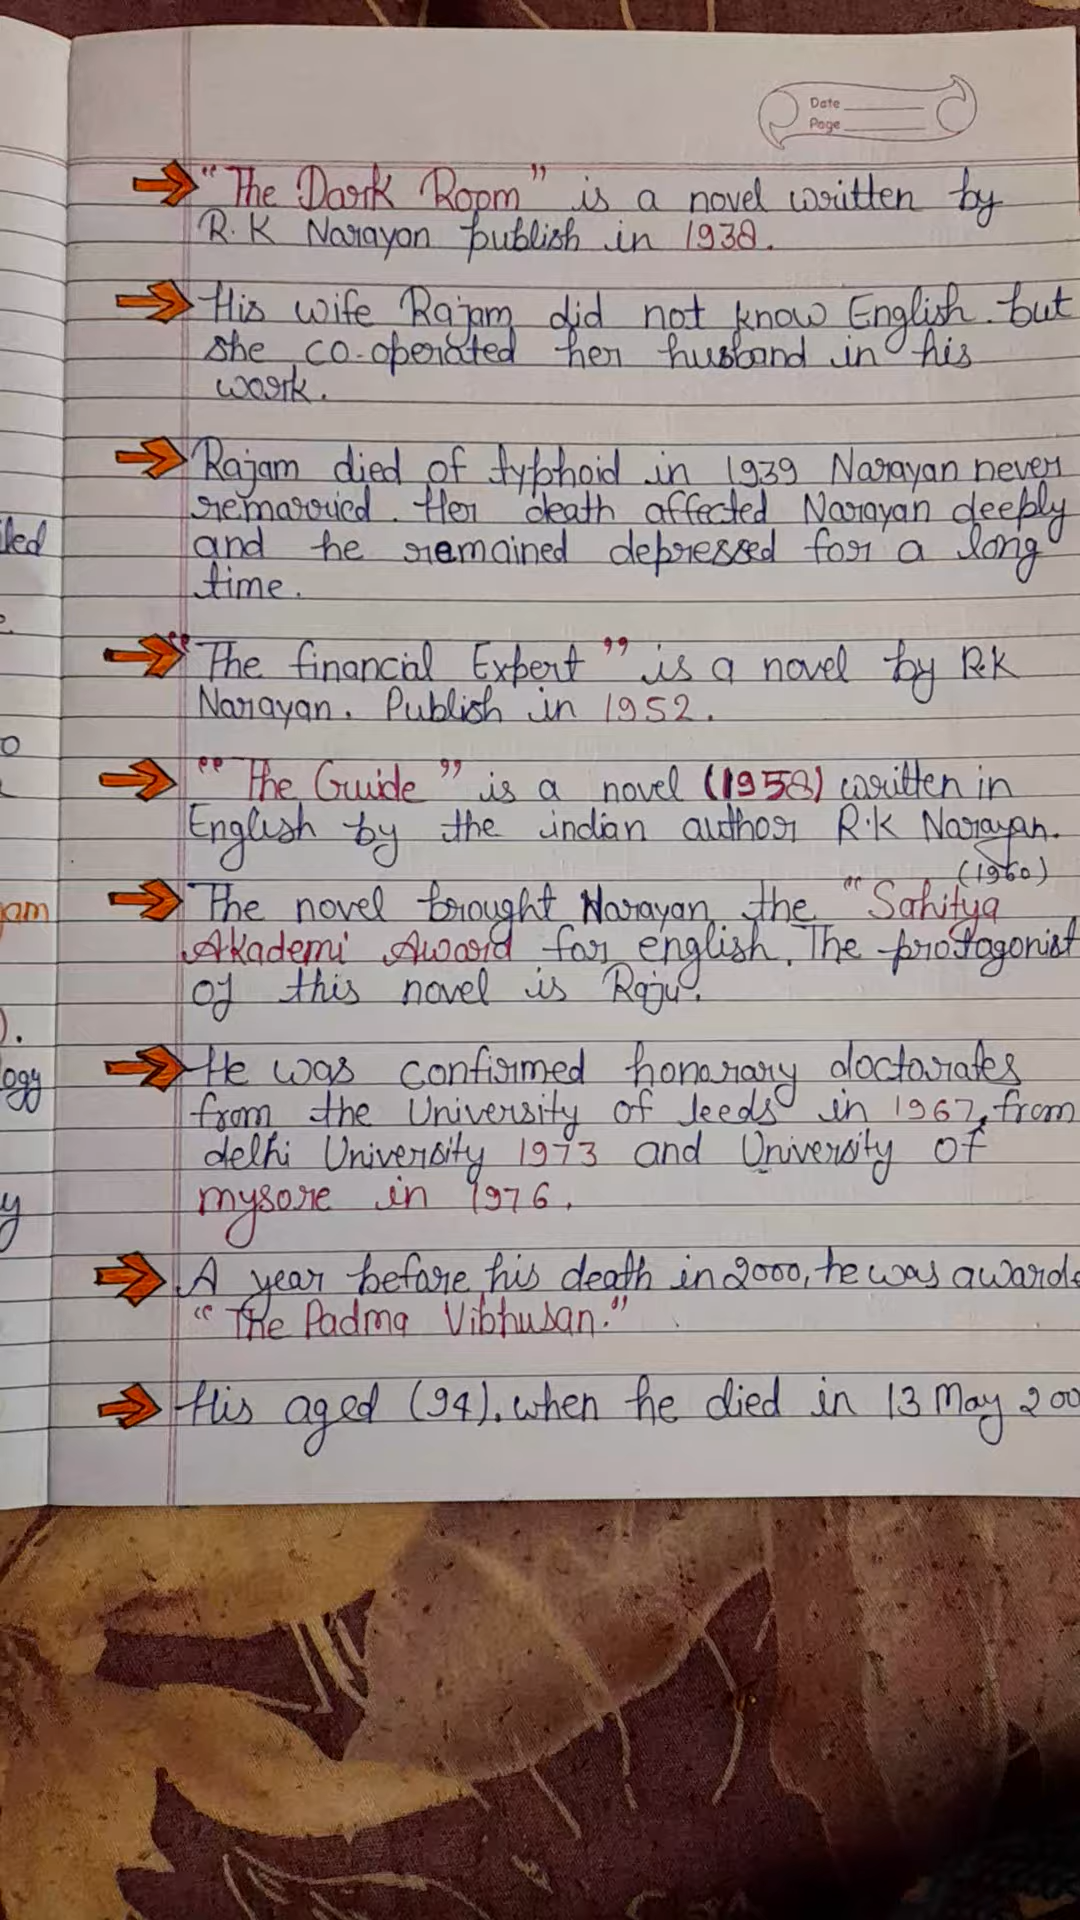 Date
Page
"The Dark Room" is a novel written by
R.K Narayan publish in 1938.
His wife Rajam did not know English. but
she co-operated her husband in his
work.
Rajam died of typhoid in 1939 Narayan never
remarried. Her death affected Narayan deeply
led
and he remained depressed for a long
time.
"The financial Expert" is a novel by R.K
Narayan. Publish in 1952.
"The Guide" is a novel (1958) written in
English by the indian author R.K Narayan.
(1960)
The novel brought Narayan the "Sahitya
am
Akademi Award for english. The protagonist
of this novel is Raju.
He was confirmed honorary doctorates
ogy
from the University of leeds in 1967, from
delhi University 1973 and University of
mysore in 1976.
y
A year before his death in 2000, he was awarde
"The Padma Vibhusan."
His aged (94). when he died in 13 May 200